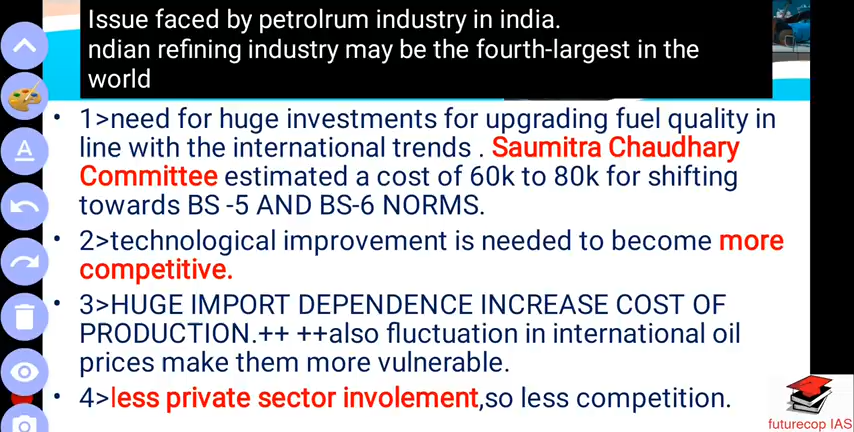 Issue faced by petrolrum industry in india.
ndian refining industry may be the fourth-largest in the
world
• 1>need for huge investments for upgrading fuel quality in
line with the international trends . Saumitra Chaudhary
Committee estimated a cost of 60k to 80k for shifting
towards BS -5 AND BS-6 NORMS.
• 2>technological improvement is needed to become more
competitive.
• 3>HUGE IMPORT DEPENDENCE INCREASE COST OF
PRODUCTION.++ ++also fluctuation in international oil
prices make them more vulnerable.
• 4>less private sector involement,so less competition.
futurecop IAS